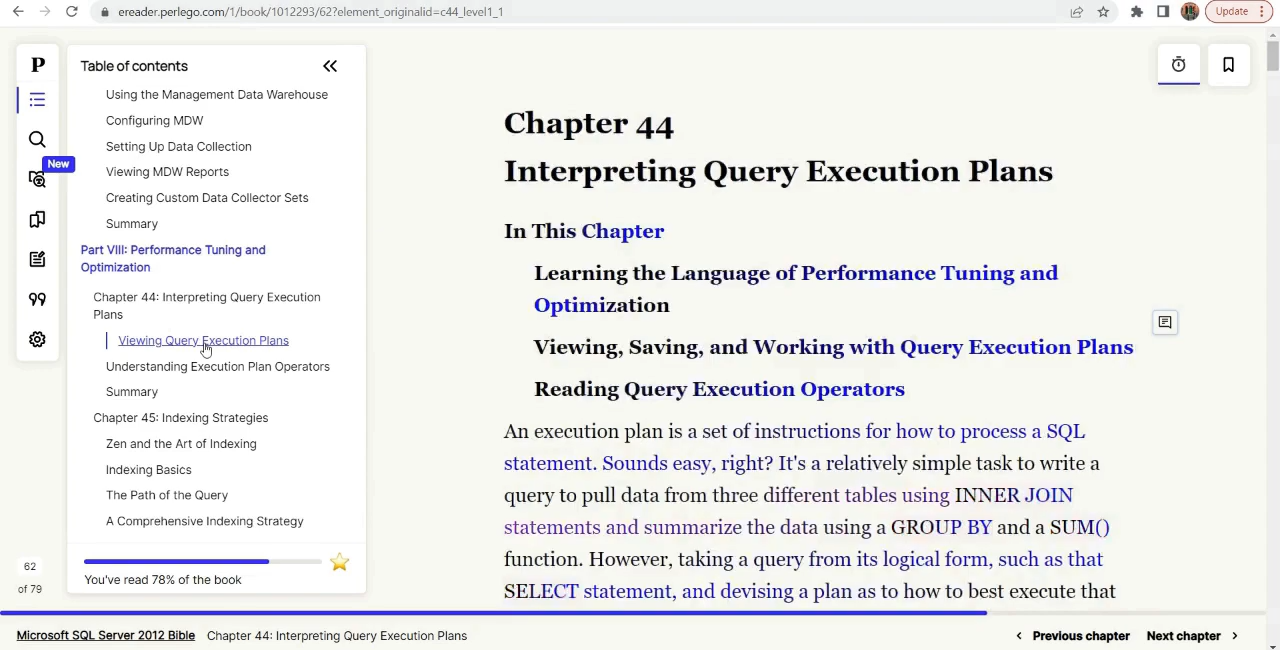 ereader.perlego.com/1/book/1012293/62?element_originalid=c44_level1_1
Update
P
New
Table of contents
Using the Management Data Warehouse
Configuring MDW
Setting Up Data Collection
Viewing MDW Reports
Creating Custom Data Collector Sets
Summary
Part VIII: Performance Tuning and
Optimization
Chapter 44: Interpreting Query Execution
Plans
Viewing Query Execution Plans
Understanding Execution Plan Operators
Summary
Chapter 45: Indexing Strategies
Zen and the Art of Indexing
Indexing Basics
The Path of the Query
A Comprehensive Indexing Strategy
You've read 78% of the book
62
of 79
Chapter 44
Interpreting Query Execution Plans
In This Chapter
Learning the Language of Performance Tuning and
Optimization
Viewing, Saving, and Working with Query Execution Plans
Reading Query Execution Operators
An execution plan is a set of instructions for how to process a SQL
statement. Sounds easy, right? It's a relatively simple task to write a
query to pull data from three different tables using INNER JOIN
statements and summarize the data using a GROUP BY and a SUM()
function. However, taking a query from its logical form, such as that
SELECT statement, and devising a plan as to how to best execute that
Microsoft SQL Server 2012 Bible Chapter 44: Interpreting Query Execution Plans
Previous chapter Next chapter